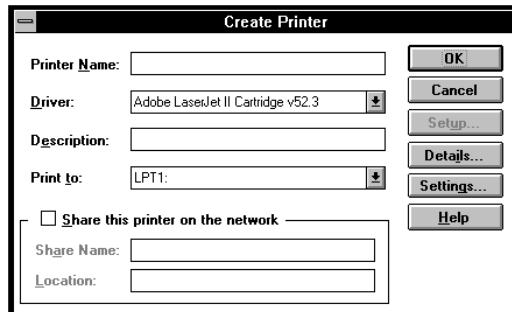 Create Printer
Printer Name:
OK
Driver: Adobe LaserJet II Cartridge v52.3
Cancel
Setup...
Description:
Details...
Print to: LPT1:
Settings...
Share this printer on the network
Help
Share Name:
Location: